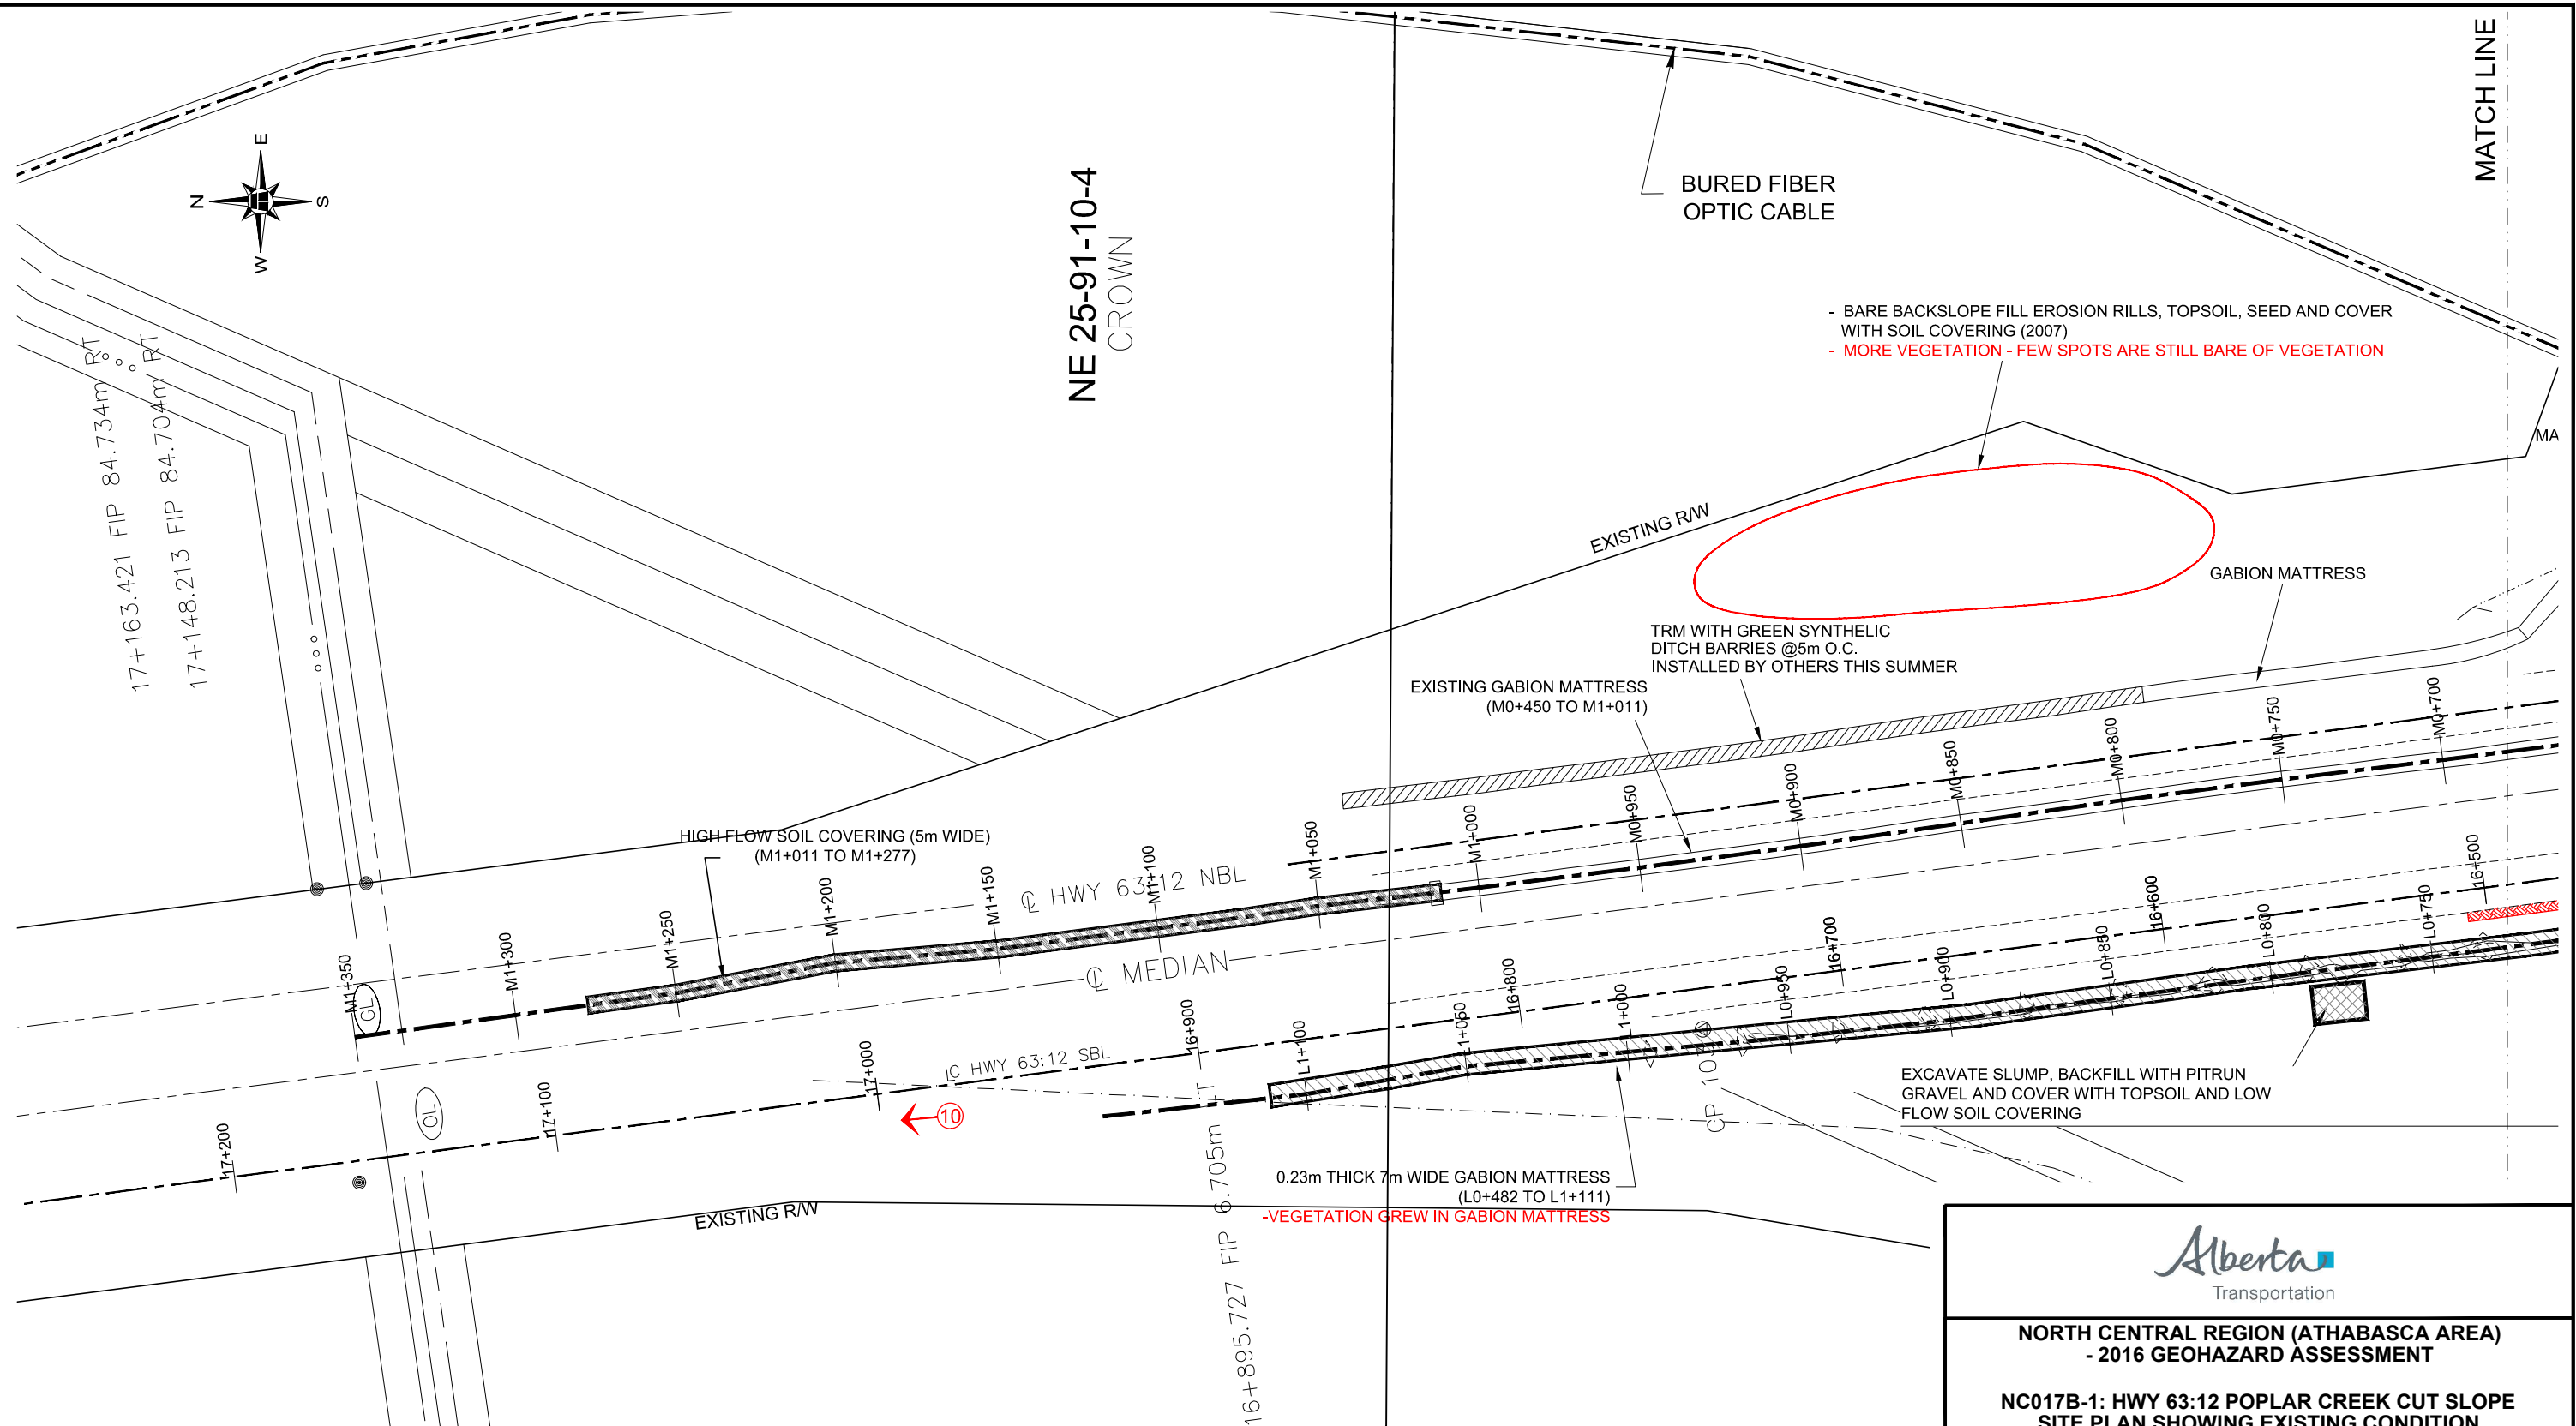 MATCH LINE
E
N
S
W
NE 25-91-10-4
CROWN
BURED FIBER
OPTIC CABLE
- BARE BACKSLOPE FILL EROSION RILLS, TOPSOIL, SEED AND COVER
WITH SOIL COVERING (2007)
- MORE VEGETATION - FEW SPOTS ARE STILL BARE OF VEGETATION
17+163.421 FIP 84.734m RT
17+148.213 FIP 84.704m RT
MA
EXISTING R/W
GABION MATTRESS
TRM WITH GREEN SYNTHELIC
DITCH BARRIES @5m O.C.
INSTALLED BY OTHERS THIS SUMMER
EXISTING GABION MATTRESS
(M0+450 TO M1+011)
HIGH FLOW SOIL COVERING (5m WIDE)
(M1+011 TO M1+277)
M1+350
M1+300
M1+250
M1+200
M1+150
M1+100
M1+050
M1+000
M0+950
M0+900
M0+850
M0+800
M0+750
M0+700
GL
℄ HWY 63:12 NBL
℄ MEDIAN
OL
17+200
17+100
17+000
16+900
16+800
16+700
16+600
16+500
LC HWY 63:12 SBL
10
L1+100
L1+050
L1+000
L0+950
L0+900
L0+850
L0+800
L0+750
EXCAVATE SLUMP, BACKFILL WITH PITRUN
GRAVEL AND COVER WITH TOPSOIL AND LOW
FLOW SOIL COVERING
0.23m THICK 7m WIDE GABION MATTRESS
(L0+482 TO L1+111)
-VEGETATION GREW IN GABION MATTRESS
EXISTING R/W
Alberta
Transportation
NORTH CENTRAL REGION (ATHABASCA AREA)
- 2016 GEOHAZARD ASSESSMENT
NC017B-1: HWY 63:12 POPLAR CREEK CUT SLOPE
SITE PLAN SHOWING EXISTING CONDITION
16+895.727 FIP 6.705m